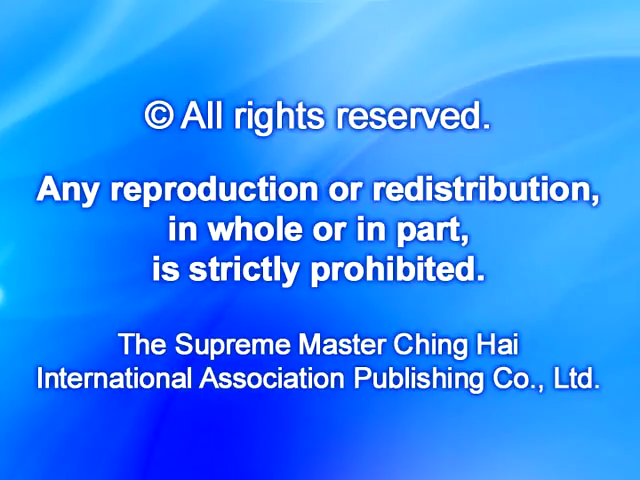 © All rights reserved.
Any reproduction or redistribution,
in whole or in part,
is strictly prohibited.
The Supreme Master Ching Hai
International Association Publishing Co., Ltd.